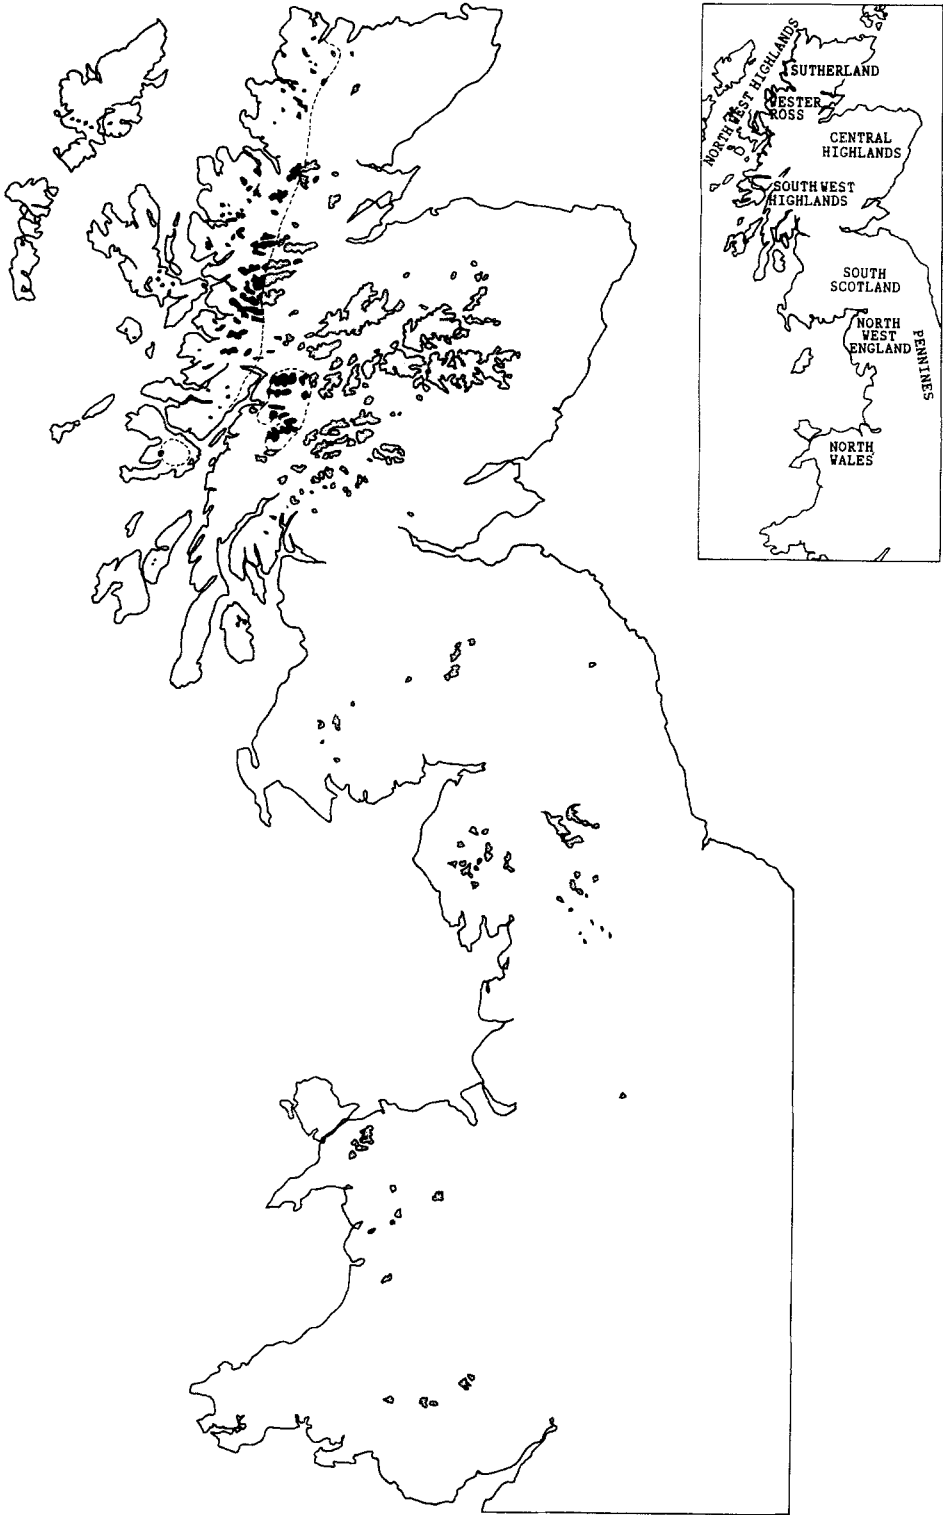 NORTH WEST HIGHLANDS
SUTHERLAND
WESTER
ROSS
CENTRAL
HIGHLANDS
SOUTH WEST
HIGHLANDS
SOUTH
SCOTLAND
NORTH
WEST
ENGLAND
PENNINES
NORTH
WALES